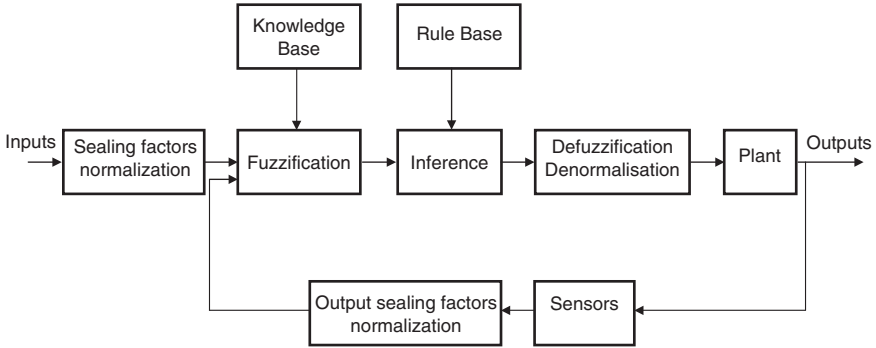 Knowledge
Base
Rule Base
Inputs
Sealing factors
normalization
Fuzzification
Inference
Defuzzification
Denormalisation
Plant
Outputs
Output sealing factors
normalization
Sensors